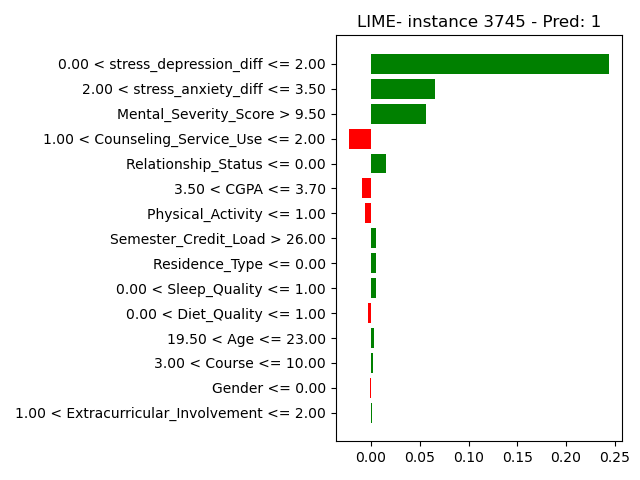 LIME- instance 3745 - Pred: 1
0.00 < stress_depression_diff <= 2.00
2.00 < stress_anxiety_diff <= 3.50
Mental_Severity_Score > 9.50
1.00 < Counseling_Service_Use <= 2.00
Relationship_Status <= 0.00
3.50 < CGPA <= 3.70
Physical_Activity <= 1.00
Semester_Credit_Load > 26.00
Residence_Type <= 0.00
0.00 < Sleep_Quality <= 1.00
0.00 < Diet_Quality <= 1.00
19.50 < Age <= 23.00
3.00 < Course <= 10.00
Gender <= 0.00
1.00 < Extracurricular_Involvement <= 2.00
0.00 0.05 0.10 0.15 0.20 0.25